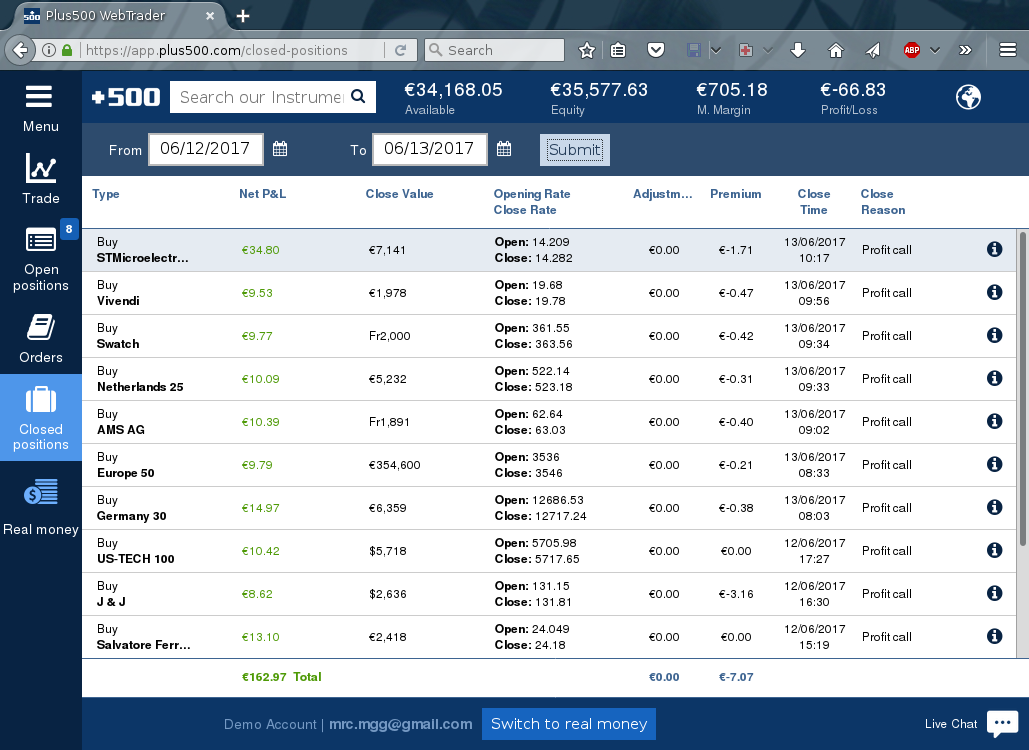 Plus500 WebTrader
https://app.plus500.com/closed-positions
Search
ABP
Menu
Trade
8
Open positions
Orders
Closed positions
Real money
+500
Search our Instrume
€34,168.05
Available
€35,577.63
Equity
€705.18
M. Margin
€-66.83
Profit/Loss
From 06/12/2017 To 06/13/2017 Submit
Type Net P&L Close Value Opening Rate Close Rate Adjustm... Premium Close Time Close Reason
Buy STMicroelectr... €34.80 €7,141 Open: 14.209 Close: 14.282 €0.00 €-1.71 13/06/2017 10:17 Profit call
Buy Vivendi €9.53 €1,978 Open: 19.68 Close: 19.78 €0.00 €-0.47 13/06/2017 09:56 Profit call
Buy Swatch €9.77 Fr2,000 Open: 361.55 Close: 363.56 €0.00 €-0.42 13/06/2017 09:34 Profit call
Buy Netherlands 25 €10.09 €5,232 Open: 522.14 Close: 523.18 €0.00 €-0.31 13/06/2017 09:33 Profit call
Buy AMS AG €10.39 Fr1,891 Open: 62.64 Close: 63.03 €0.00 €-0.40 13/06/2017 09:02 Profit call
Buy Europe 50 €9.79 €354,600 Open: 3536 Close: 3546 €0.00 €-0.21 13/06/2017 08:33 Profit call
Buy Germany 30 €14.97 €6,359 Open: 12686.53 Close: 12717.24 €0.00 €-0.38 13/06/2017 08:03 Profit call
Buy US-TECH 100 €10.42 $5,718 Open: 5705.98 Close: 5717.65 €0.00 €0.00 12/06/2017 17:27 Profit call
Buy J & J €8.62 $2,636 Open: 131.15 Close: 131.81 €0.00 €-3.16 12/06/2017 16:30 Profit call
Buy Salvatore Ferr... €13.10 €2,418 Open: 24.049 Close: 24.18 €0.00 €0.00 12/06/2017 15:19 Profit call
€162.97 Total €0.00 €-7.07
Demo Account | mrc.mgg@gmail.com Switch to real money Live Chat